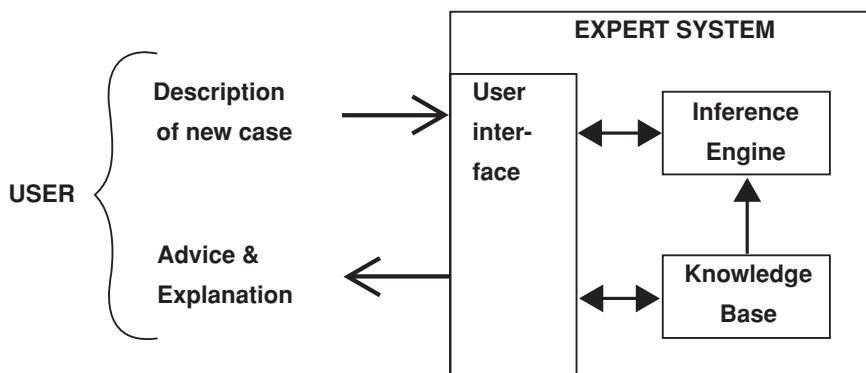 EXPERT SYSTEM
USER
Description
of new case
Advice &
Explanation
User
inter-
face
Inference
Engine
Knowledge
Base